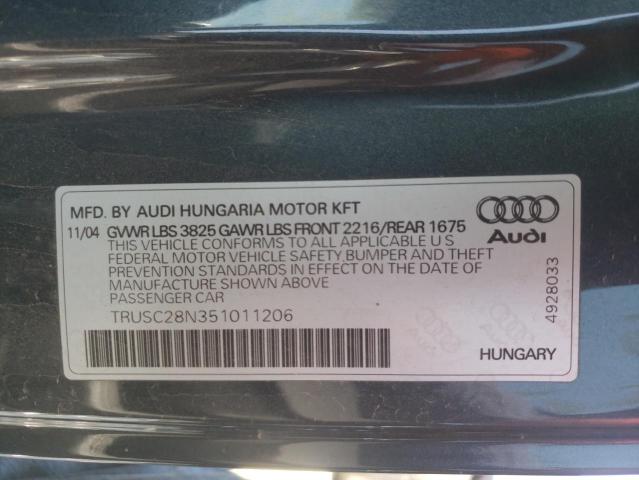 MFD. BY AUDI HUNGARIA MOTOR KFT
11/04 GVWR LBS 3825 GAWR LBS FRONT 2216/REAR 1675
THIS VEHICLE CONFORMS TO ALL APPLICABLE U S
FEDERAL MOTOR VEHICLE SAFETY, BUMPER AND THEFT
PREVENTION STANDARDS IN EFFECT ON THE DATE OF
MANUFACTURE SHOWN ABOVE
PASSENGER CAR
TRUSC28N351011206
Audi
4928033
Audi
HUNGARY